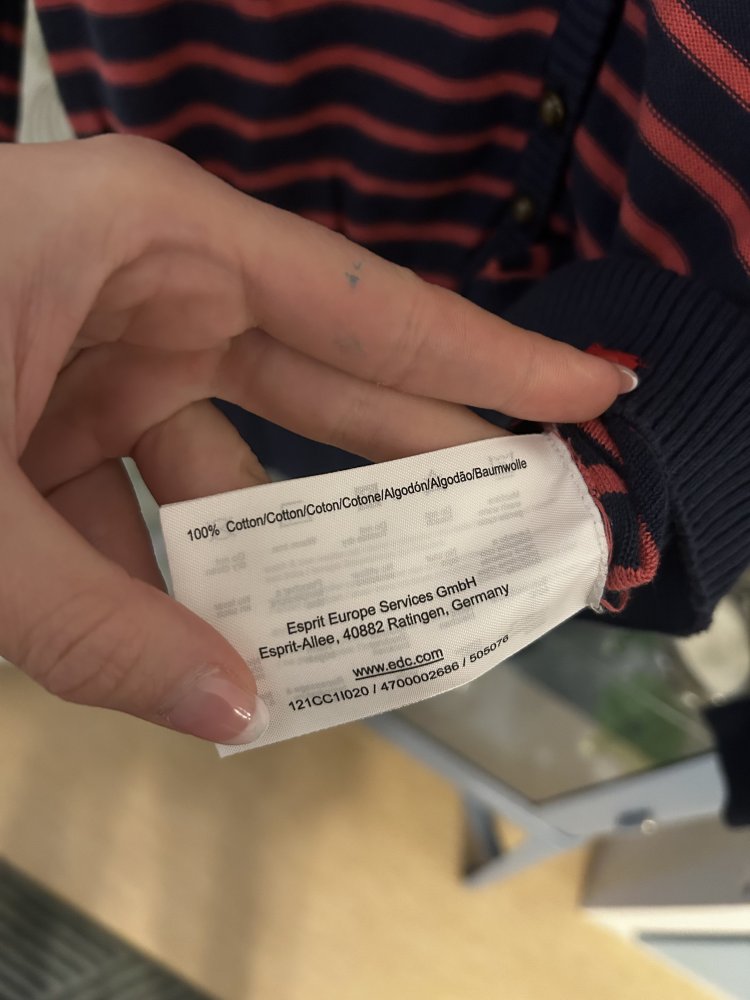 100% Cotton/Cotton/Coton/Cotone/Algodón/Algodão/Baumwolle
Esprit Europe Services GmbH
Esprit-Allee, 40882 Ratingen, Germany
www.edc.com
121CC1I020 / 4700002686 / 505076